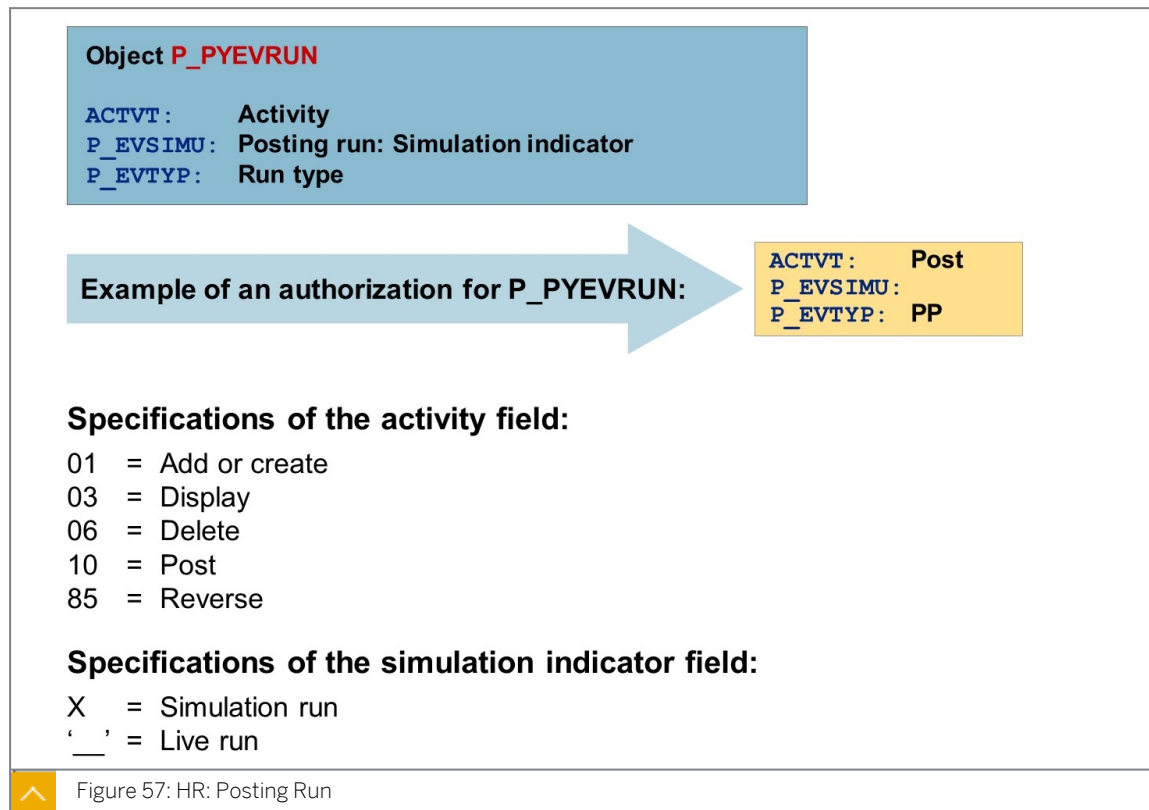 Object P_PYEVRUN
ACTVT: Activity
P_EVSIMU: Posting run: Simulation indicator
P_EVTYP: Run type
Example of an authorization for P_PYEVRUN:
ACTVT: Post
P_EVSIMU:
P_EVTYP: PP
Specifications of the activity field:
01 = Add or create
03 = Display
06 = Delete
10 = Post
85 = Reverse
Specifications of the simulation indicator field:
X = Simulation run
‘__’ = Live run
Figure 57: HR: Posting Run